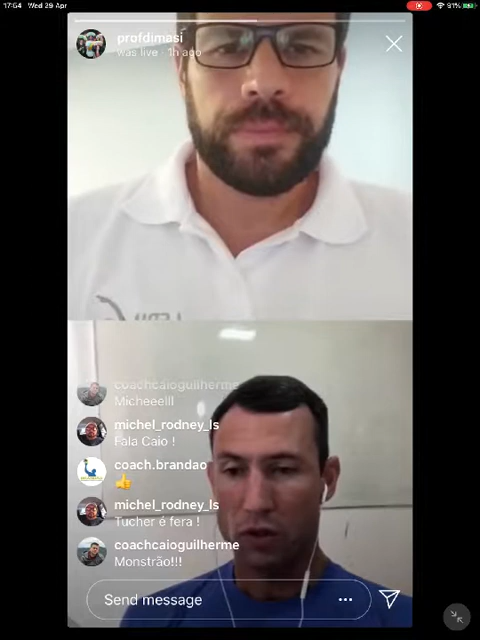 17:54 Wed 29 Apr
91%
profdimasi
was live · 1h ago
coachcaioguilherme
Micheeelll
michel_rodney_ls
Fala Caio !
coach.brandao
👍
michel_rodney_ls
Tucher é fera !
coachcaioguilherme
Monstrão!!!
Send message